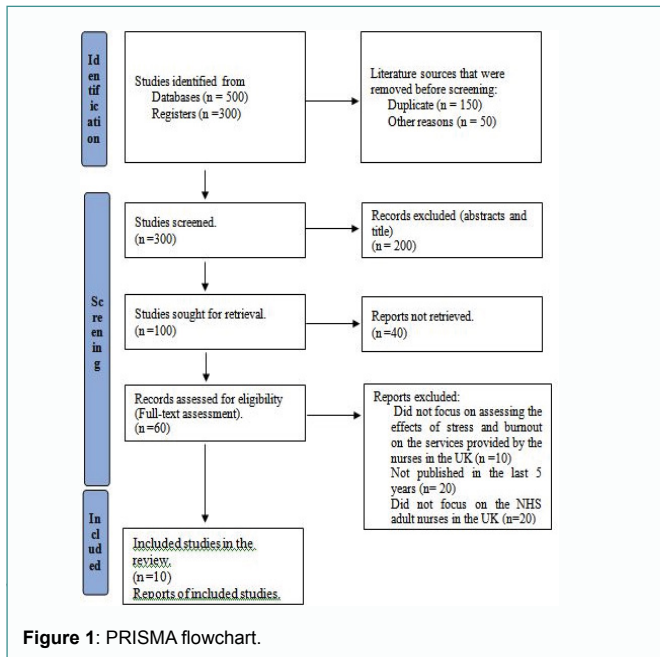 Id
en
tif
ic
ati
on
Studies identified from
Databases (n = 500)
Registers (n =300)
Literature sources that were
removed before screening:
Duplicate (n = 150)
Other reasons (n = 50)
Sc
re
en
in
g
Studies screened.
(n =300)
Records excluded (abstracts and
title)
(n = 200)
Studies sought for retrieval.
(n=100)
Reports not retrieved.
(n=40)
Records assessed for eligibility
(Full-text assessment).
(n=60)
Reports excluded:
Did not focus on assessing the
effects of stress and burnout
on the services provided by the
nurses in the UK (n =10)
Not published in the last 5
years (n= 20)
Did not focus on the NHS
adult nurses in the UK (n=20)
In
cl
ud
ed
Included studies in the
review.
(n=10)
Reports of included studies.
Figure 1: PRISMA flowchart.